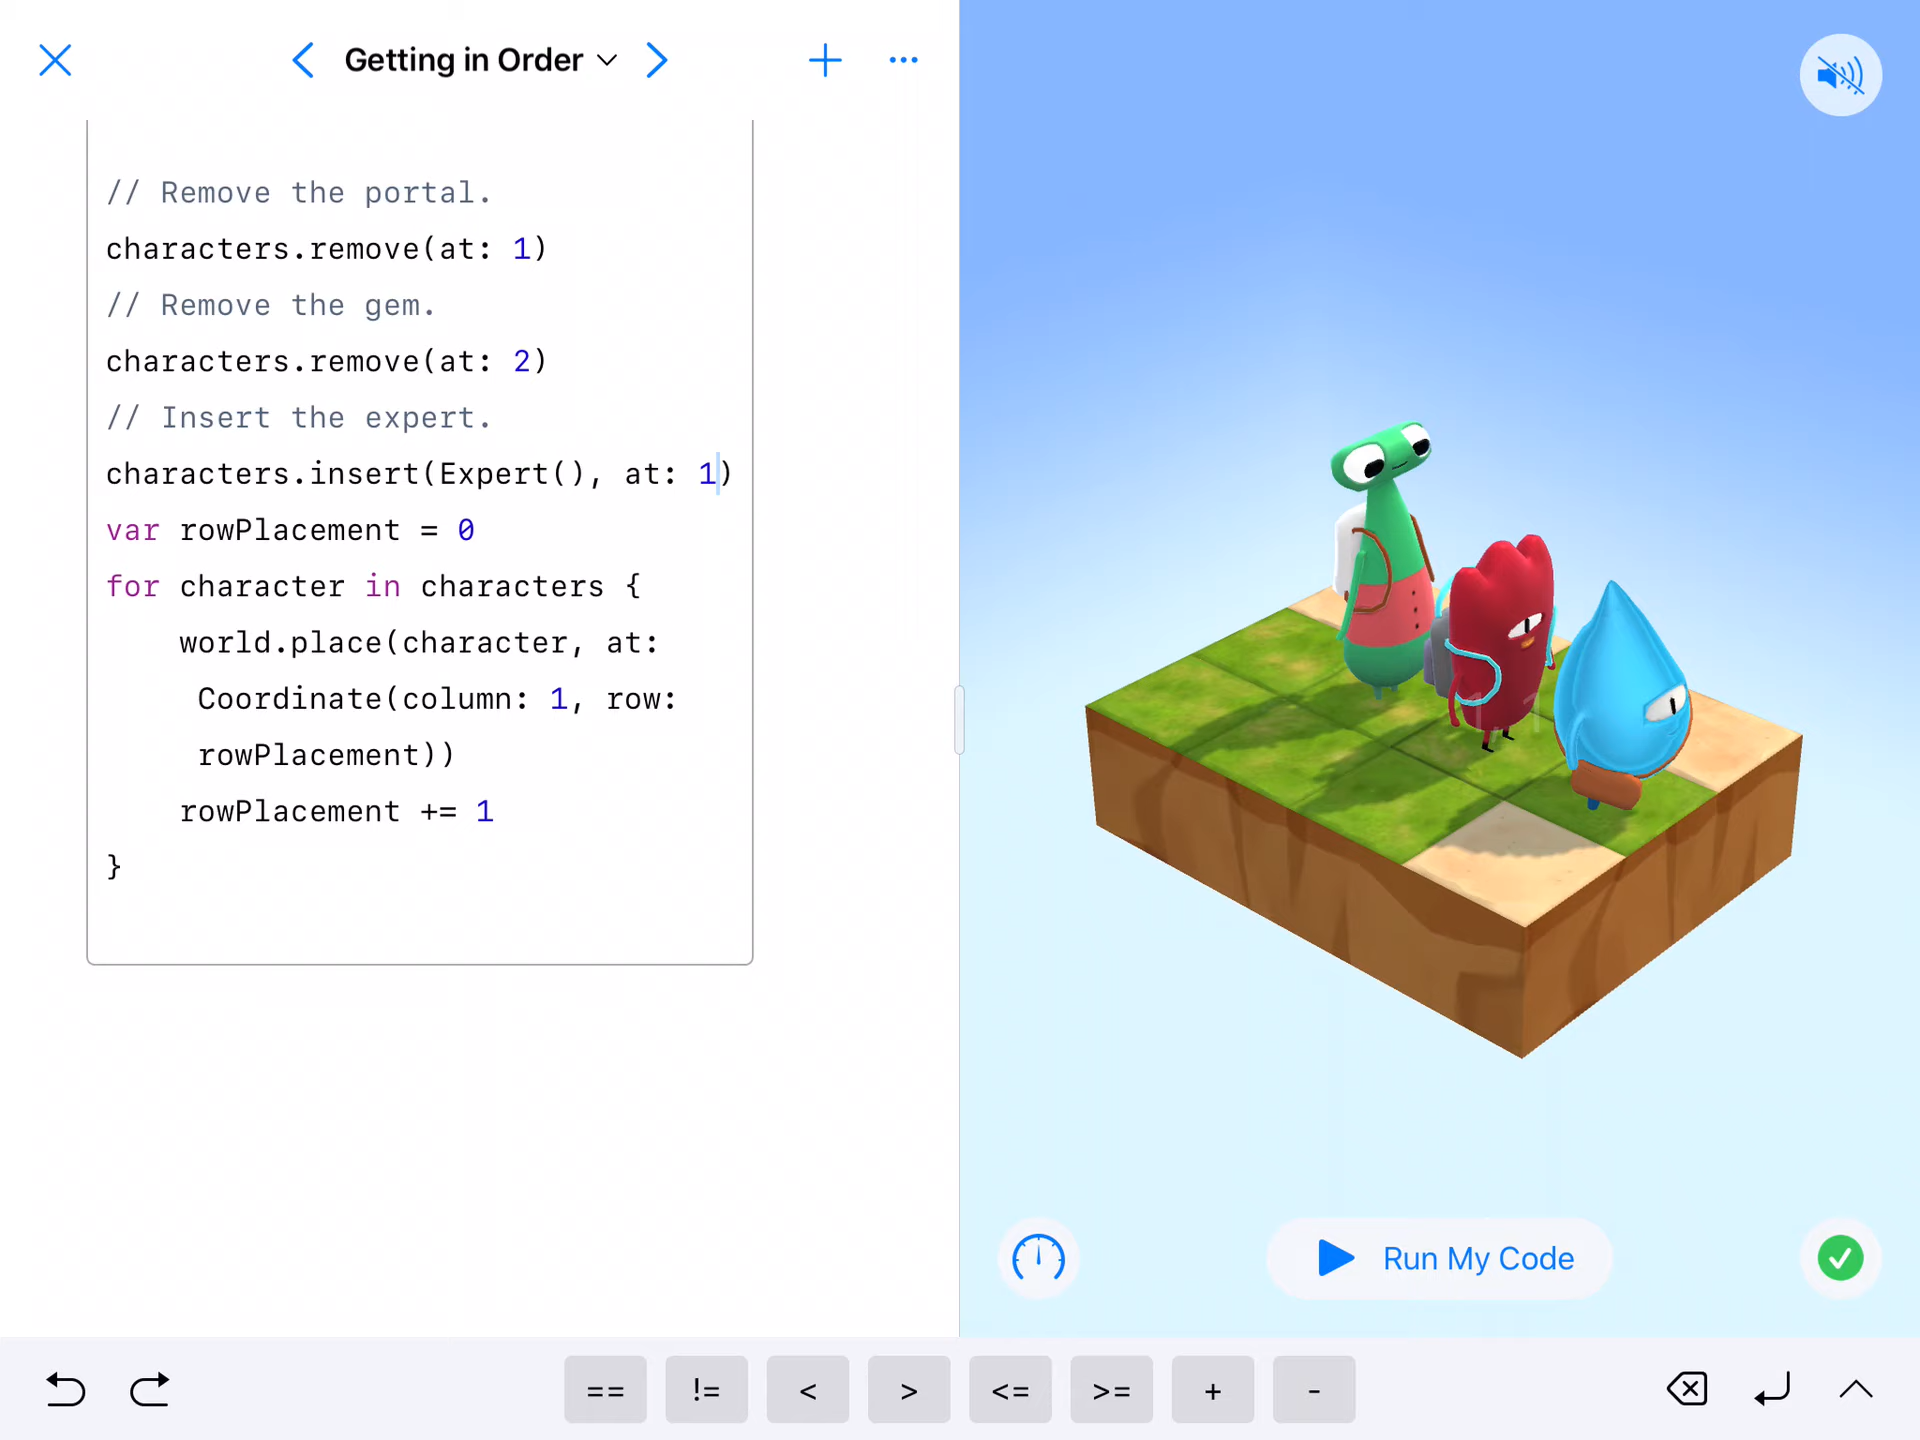 Getting in Order
// Remove the portal.
characters.remove(at: 1)
// Remove the gem.
characters.remove(at: 2)
// Insert the expert.
characters.insert(Expert(), at: 1)
var rowPlacement = 0
for character in characters {
world.place(character, at:
Coordinate(column: 1, row:
rowPlacement))
rowPlacement += 1
}
Run My Code
== != < > <= >= + -